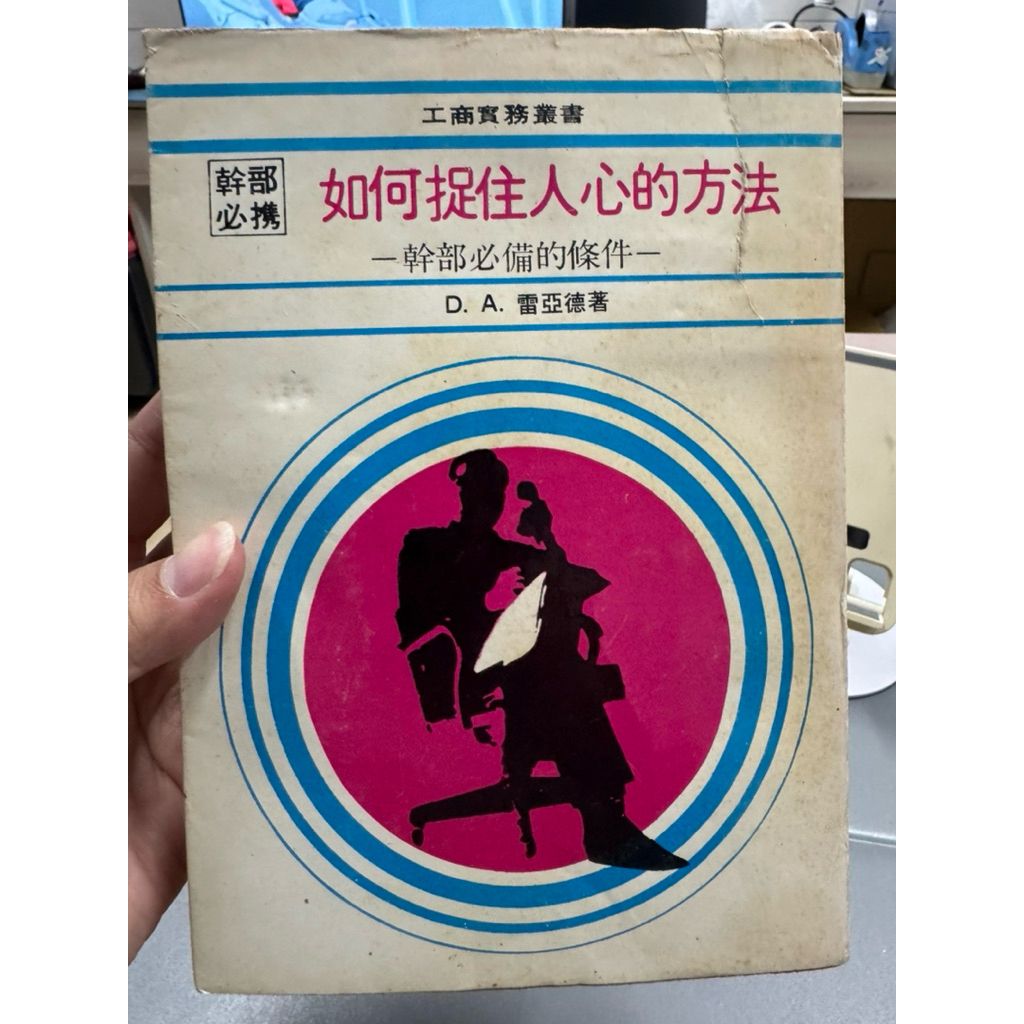 工商實務叢書
幹部
必携
如何捉住人心的方法
—幹部必備的條件—
D. A. 雷亞德著